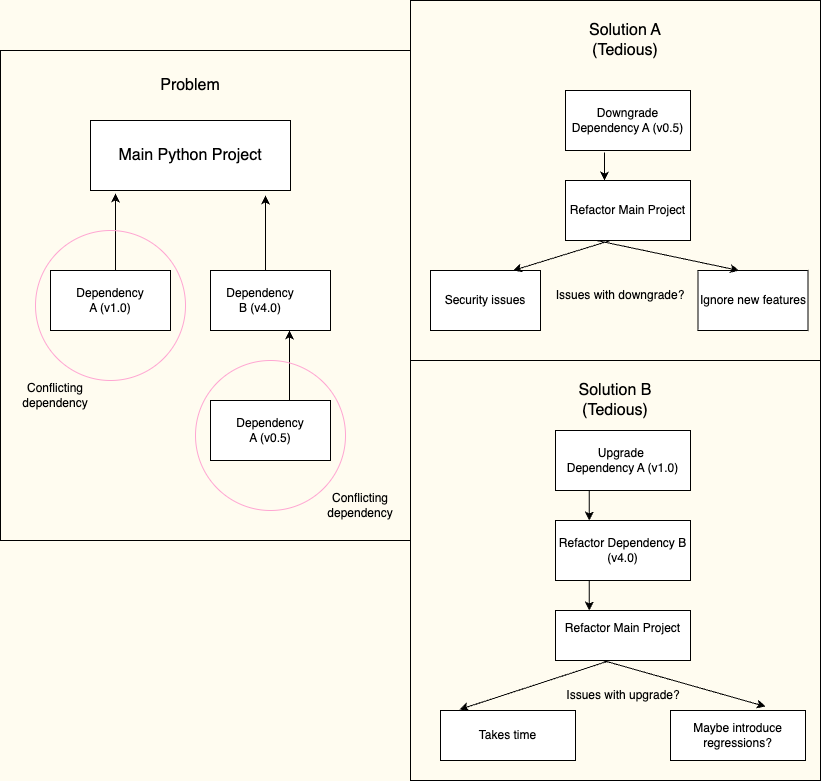 Problem
Main Python Project
Dependency
A (v1.0)
Dependency
B (v4.0)
Conflicting
dependency
Dependency
A (v0.5)
Conflicting
dependency
Solution A
(Tedious)
Downgrade
Dependency A (v0.5)
Refactor Main Project
Security issues
Issues with downgrade?
Ignore new features
Solution B
(Tedious)
Upgrade
Dependency A (v1.0)
Refactor Dependency B
(v4.0)
Refactor Main Project
Issues with upgrade?
Takes time
Maybe introduce
regressions?